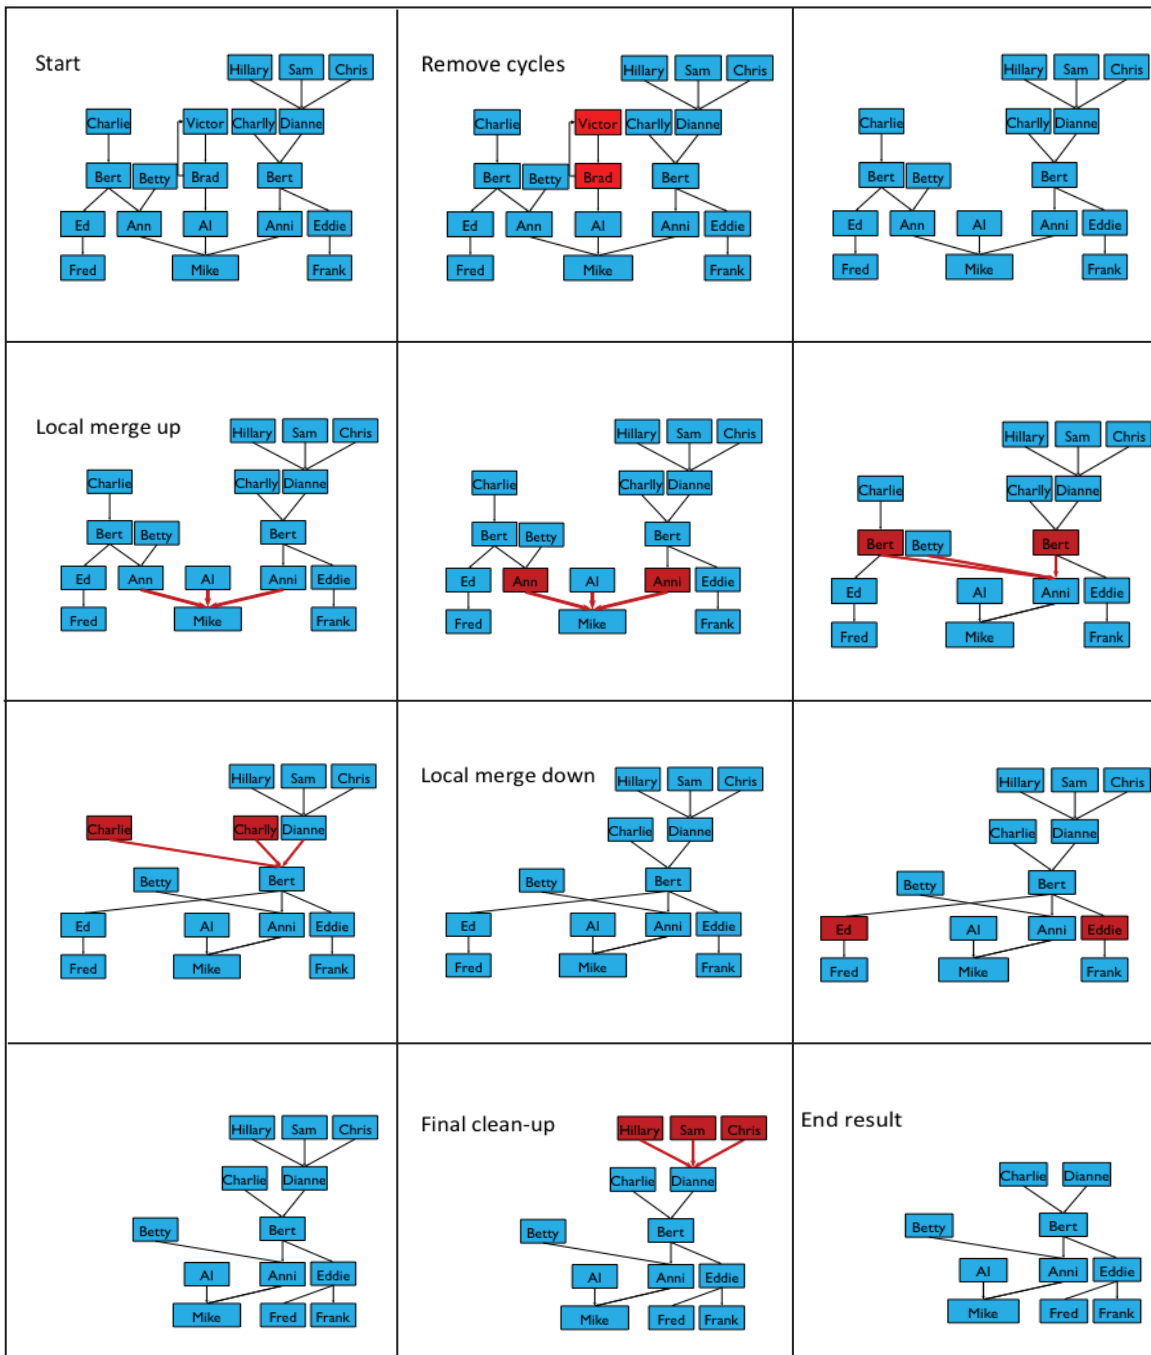 Start
Hillary Sam Chris
Charlie Victor Charlly Dianne
Bert Betty Brad Bert
Ed Ann Al Anni Eddie
Fred Mike Frank
Remove cycles
Hillary Sam Chris
Charlie Victor Charlly Dianne
Bert Betty Brad Bert
Ed Ann Al Anni Eddie
Fred Mike Frank
Hillary Sam Chris
Charlie Charlly Dianne
Bert Betty Bert
Ed Ann Al Anni Eddie
Fred Mike Frank
Local merge up
Hillary Sam Chris
Charlie Charlly Dianne
Bert Betty Bert
Ed Ann Al Anni Eddie
Fred Mike Frank
Hillary Sam Chris
Charlie Charlly Dianne
Bert Betty Bert
Ed Ann Al Anni Eddie
Fred Mike Frank
Hillary Sam Chris
Charlie Charlly Dianne
Bert Betty Bert
Ed Al Anni Eddie
Fred Mike Frank
Hillary Sam Chris
Charlie Charlly Dianne
Betty Bert
Ed Al Anni Eddie
Fred Mike Frank
Local merge down
Hillary Sam Chris
Charlie Dianne
Betty Bert
Ed Al Anni Eddie
Fred Mike Frank
Hillary Sam Chris
Charlie Dianne
Betty Bert
Ed Al Anni Eddie
Fred Mike Frank
Hillary Sam Chris
Charlie Dianne
Betty Bert
Al Anni Eddie
Mike Fred Frank
Final clean-up
Hillary Sam Chris
Charlie Dianne
Betty Bert
Al Anni Eddie
Mike Fred Frank
End result
Charlie Dianne
Betty Bert
Al Anni Eddie
Mike Fred Frank